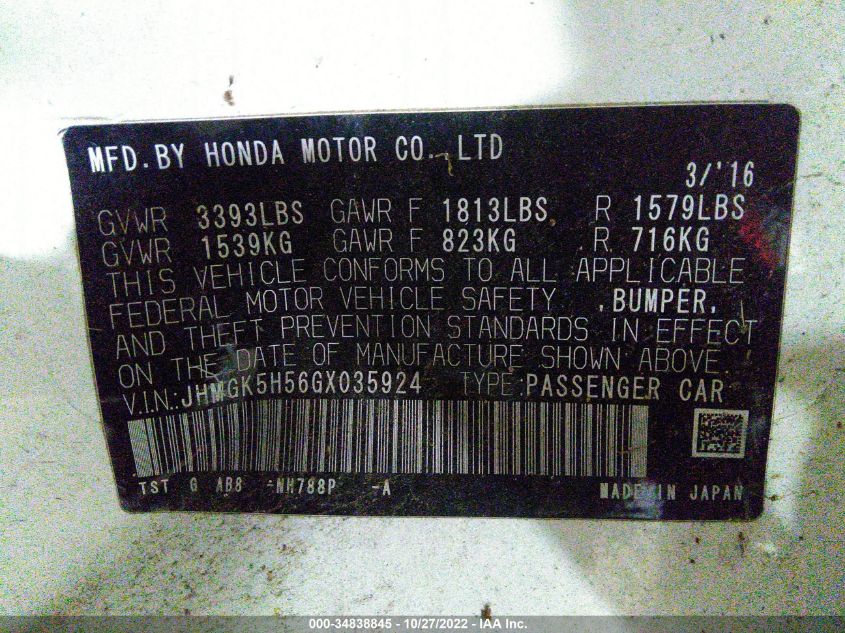 MFD.BY HONDA MOTOR CO., LTD
3/'16
GVWR 3393LBS GAWR F 1813LBS R 1579LBS
GVWR 1539KG GAWR F 823KG R 716KG
THIS VEHICLE CONFORMS TO ALL APPLICABLE
FEDERAL MOTOR VEHICLE SAFETY, BUMPER,
AND THEFT PREVENTION STANDARDS IN EFFECT
ON THE DATE OF MANUFACTURE SHOWN ABOVE.
V.I.N.: JHMGK5H56GX035924 TYPE: PASSENGER CAR
TST G AB8 -NH788P -A MADE IN JAPAN
000-34838845 - 10/27/2022 - IAA Inc.